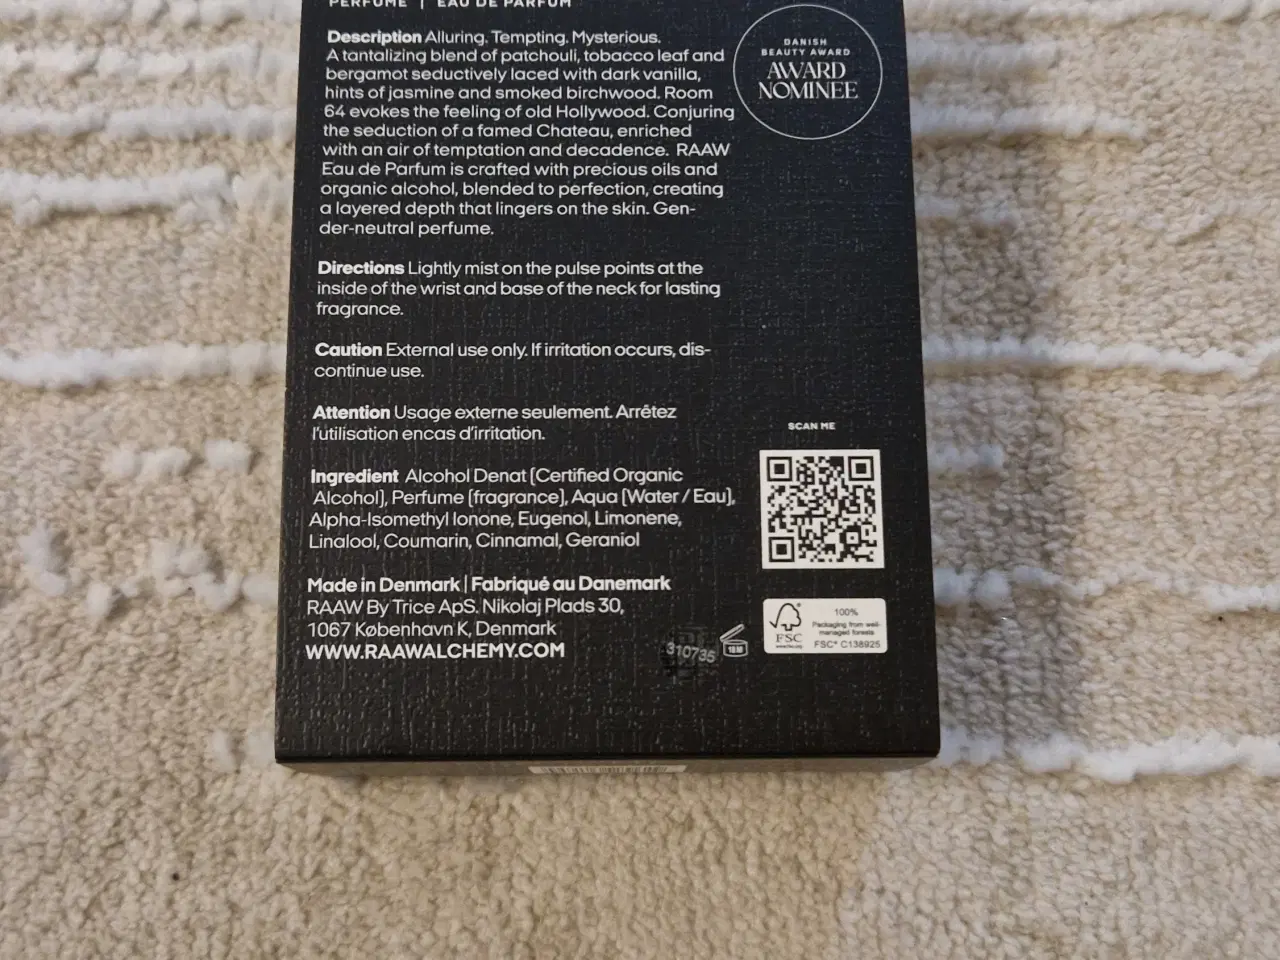 PERFUME | EAU DE PARFUM
Description Alluring. Tempting. Mysterious.
A tantalizing blend of patchouli, tobacco leaf and
bergamot seductively laced with dark vanilla,
hints of jasmine and smoked birchwood. Room
64 evokes the feeling of old Hollywood. Conjuring
the seduction of a famed Chateau, enriched
with an air of temptation and decadence. RAAW
Eau de Parfum is crafted with precious oils and
organic alcohol, blended to perfection, creating
a layered depth that lingers on the skin. Gen-
der-neutral perfume.
DANISH
BEAUTY AWARD
AWARD
NOMINEE
Directions Lightly mist on the pulse points at the
inside of the wrist and base of the neck for lasting
fragrance.
Caution External use only. If irritation occurs, dis-
continue use.
Attention Usage externe seulement. Arrêtez
l'utilisation encas d'irritation.
Ingredient Alcohol Denat [Certified Organic
Alcohol], Perfume [fragrance], Aqua [Water / Eau],
Alpha-Isomethyl Ionone, Eugenol, Limonene,
Linalool, Coumarin, Cinnamal, Geraniol
Made in Denmark | Fabriqué au Danemark
RAAW By Trice ApS. Nikolaj Plads 30,
1067 København K, Denmark
WWW.RAAWALCHEMY.COM
310735
18 M
SCAN ME
FSC
www.fsc.org
100%
Packaging from well-
managed forests
FSC® C138925